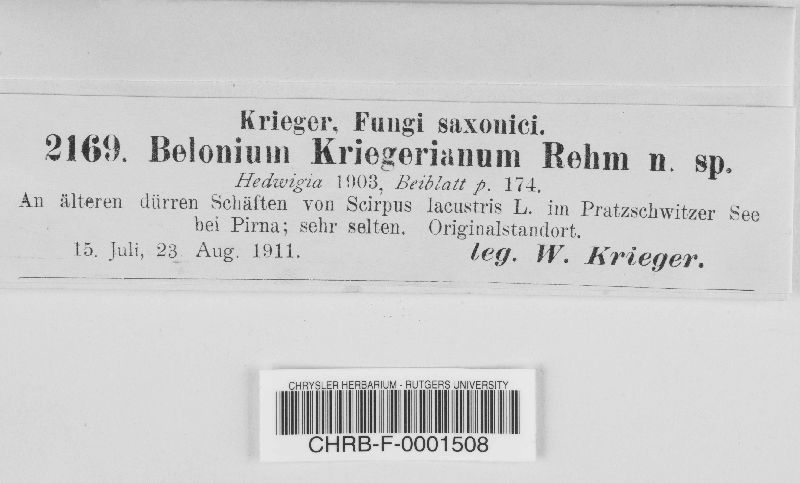 Krieger, Fungi saxonici.
2169. Belonium Kriegerianum Rehm n. sp.
Hedwigia 1903, Beiblatt p. 174.
An älteren dürren Schäften von Scirpus lacustris L. im Pratzschwitzer See
bei Pirna; sehr selten. Originalstandort.
15. Juli, 23 Aug. 1911. leg. W. Krieger.
CHRYSLER HERBARIUM - RUTGERS UNIVERSITY
CHRB-F-0001508